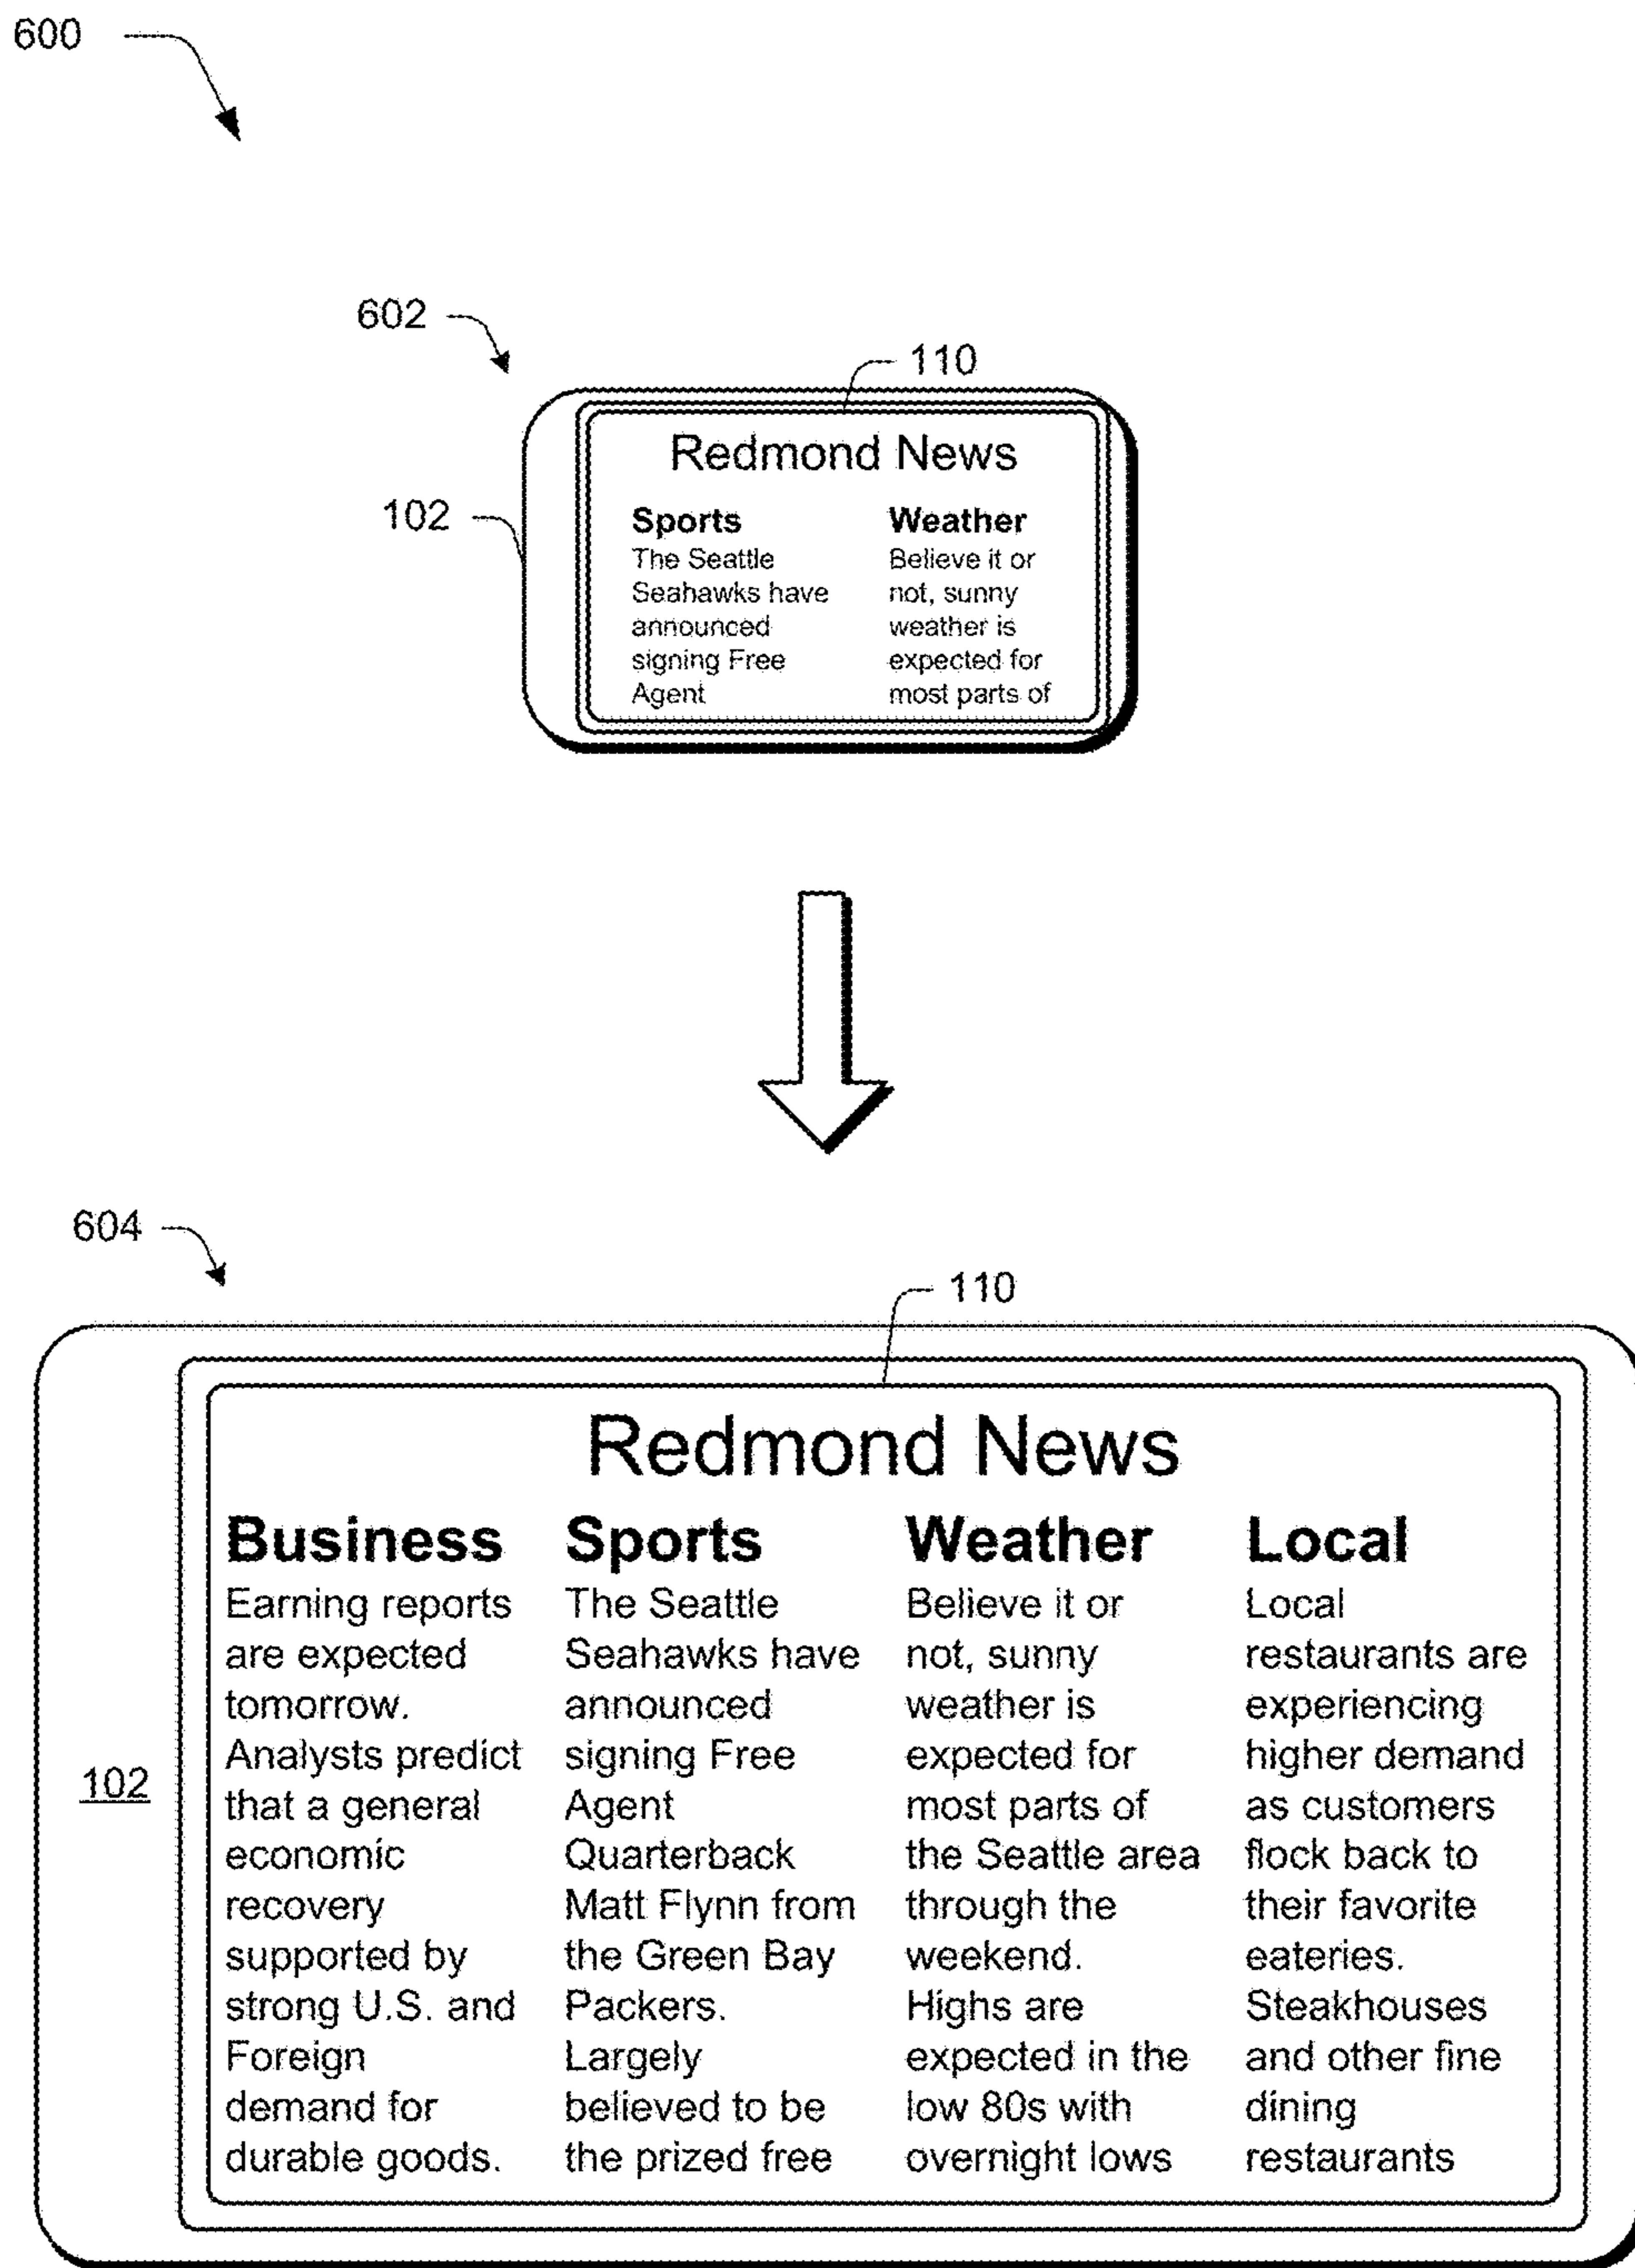 600
602
110
Redmond News
102
Sports
The Seattle
Seahawks have
announced
signing Free
Agent
Weather
Believe it or
not, sunny
weather is
expected for
most parts of
604
110
Redmond News
102
Business
Earning reports
are expected
tomorrow.
Analysts predict
that a general
economic
recovery
supported by
strong U.S. and
Foreign
demand for
durable goods.
Sports
The Seattle
Seahawks have
announced
signing Free
Agent
Quarterback
Matt Flynn from
the Green Bay
Packers.
Largely
believed to be
the prized free
Weather
Believe it or
not, sunny
weather is
expected for
most parts of
the Seattle area
through the
weekend.
Highs are
expected in the
low 80s with
overnight lows
Local
Local
restaurants are
experiencing
higher demand
as customers
flock back to
their favorite
eateries.
Steakhouses
and other fine
dining
restaurants